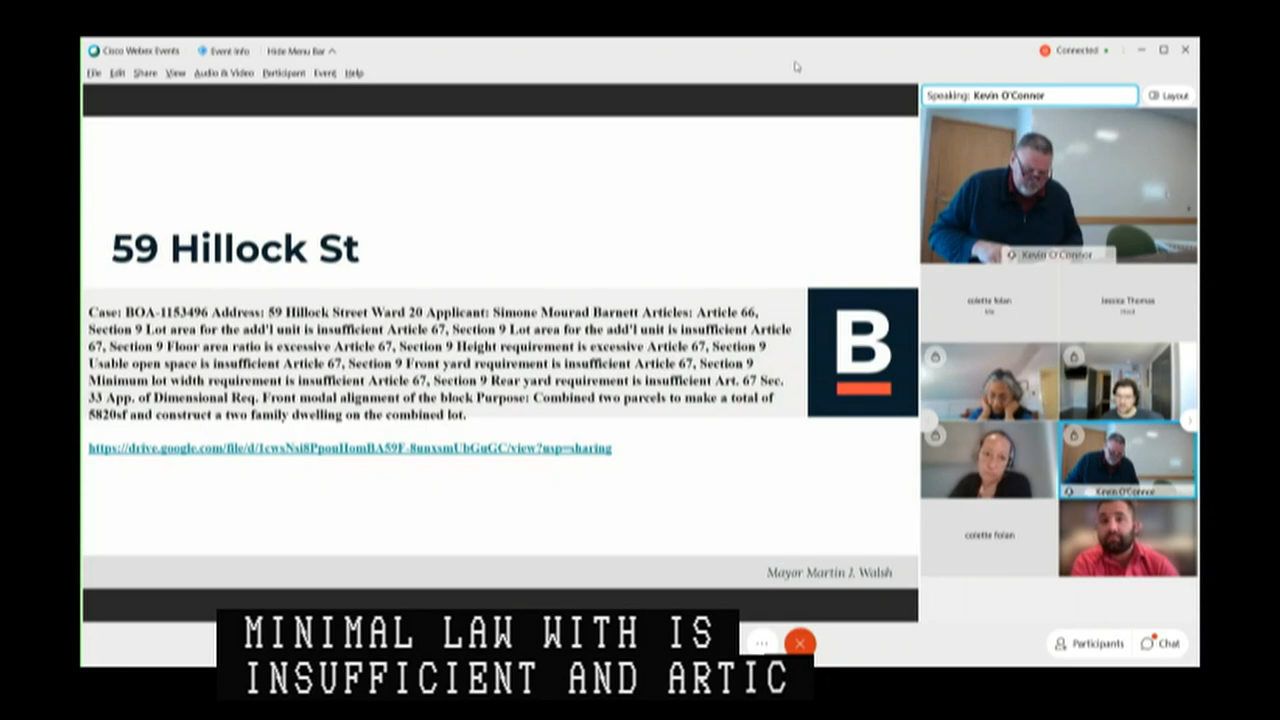 Cisco Webex Events
Event Info
Hide Menu Bar
Connected
File Edit Share View Audio & Video Participant Event Help
Speaking: Kevin O'Connor
Layout
Kevin O'Connor
colette folan
Me
Jessica Thomas
Host
Kevin O'Connor
colette folan
59 Hillock St
Case: BOA-1153496 Address: 59 Hillock Street Ward 20 Applicant: Simone Mourad Barnett Articles: Article 66,
Section 9 Lot area for the add'l unit is insufficient Article 67, Section 9 Lot area for the add'l unit is insufficient Article
67, Section 9 Floor area ratio is excessive Article 67, Section 9 Height requirement is excessive Article 67, Section 9
Usable open space is insufficient Article 67, Section 9 Front yard requirement is insufficient Article 67, Section 9
Minimum lot width requirement is insufficient Article 67, Section 9 Rear yard requirement is insufficient Art. 67 Sec.
33 App. of Dimensional Req. Front modal alignment of the block Purpose: Combined two parcels to make a total of
5820sf and construct a two family dwelling on the combined lot.
B
Mayor Martin J. Walsh
Participants
Chat
MINIMAL LAW WITH IS
INSUFFICIENT AND ARTIC